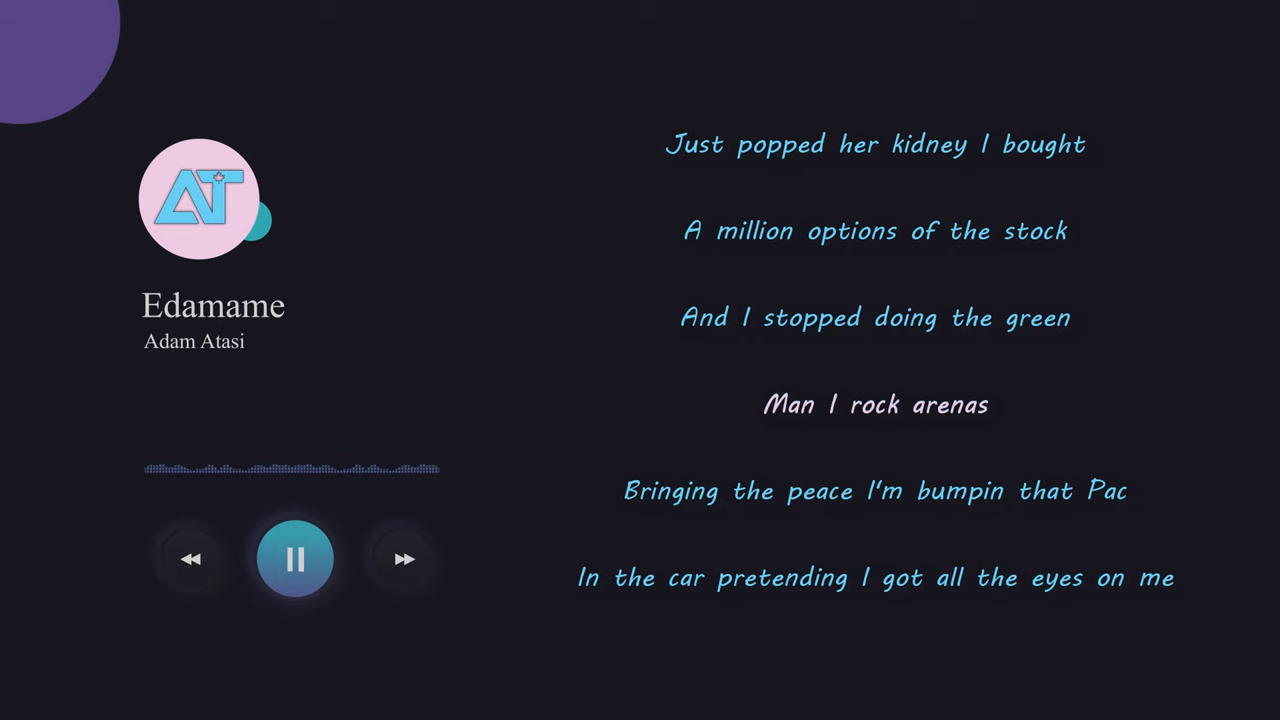 AT
Edamame
Adam Atasi
Just popped her kidney I bought
A million options of the stock
And I stopped doing the green
Man I rock arenas
Bringing the peace I'm bumpin that Pac
In the car pretending I got all the eyes on me